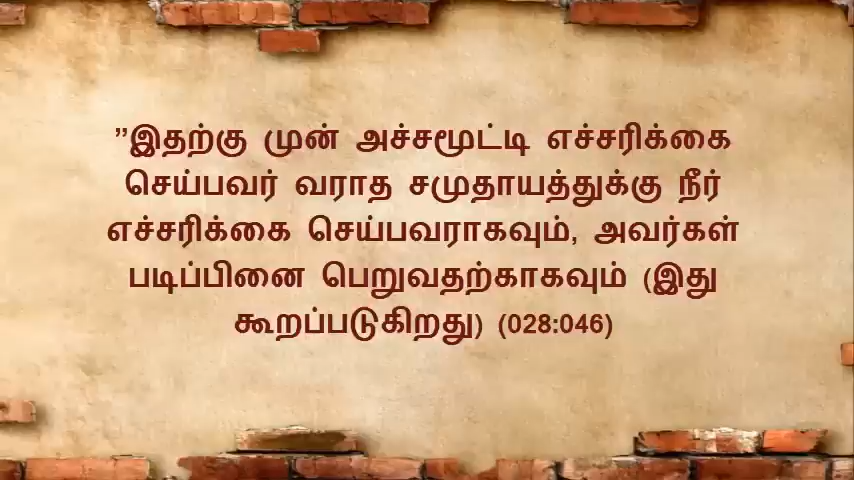 ”இதற்கு முன் அச்சமூட்டி எச்சரிக்கை
செய்பவர் வராத சமுதாயத்துக்கு நீர்
எச்சரிக்கை செய்பவராகவும், அவர்கள்
படிப்பினை பெறுவதற்காகவும் (இது
கூறப்படுகிறது) (028:046)